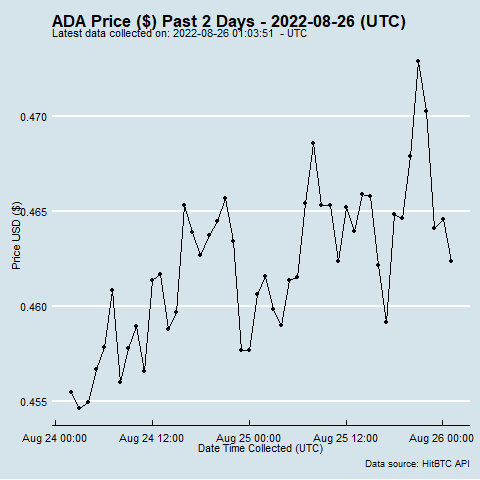 ADA Price ($) Past 2 Days - 2022-08-26 (UTC)
Latest data collected on: 2022-08-26 01:03:51  - UTC
0.470
0.465
0.460
0.455
Price USD ($)
Aug 24 00:00 Aug 24 12:00 Aug 25 00:00 Aug 25 12:00 Aug 26 00:00
Date Time Collected (UTC)
Data source: HitBTC API